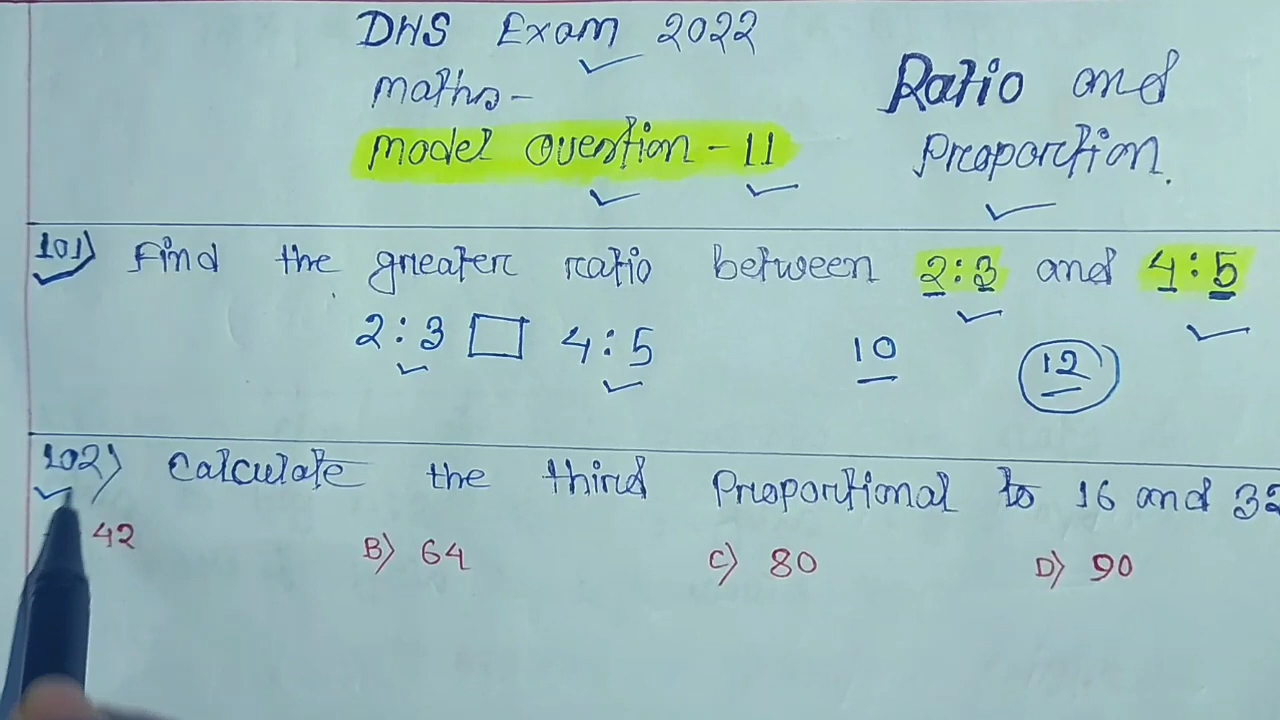 DHS Exam 2022
maths-
model Question - 11
Ratio and
Proportion.
101) Find the greater ratio between 2:3 and 4:5
2:3 □ 4:5 10 12
102) Calculate the third Proportional to 16 and 32
42 B) 64 C) 80 D) 90